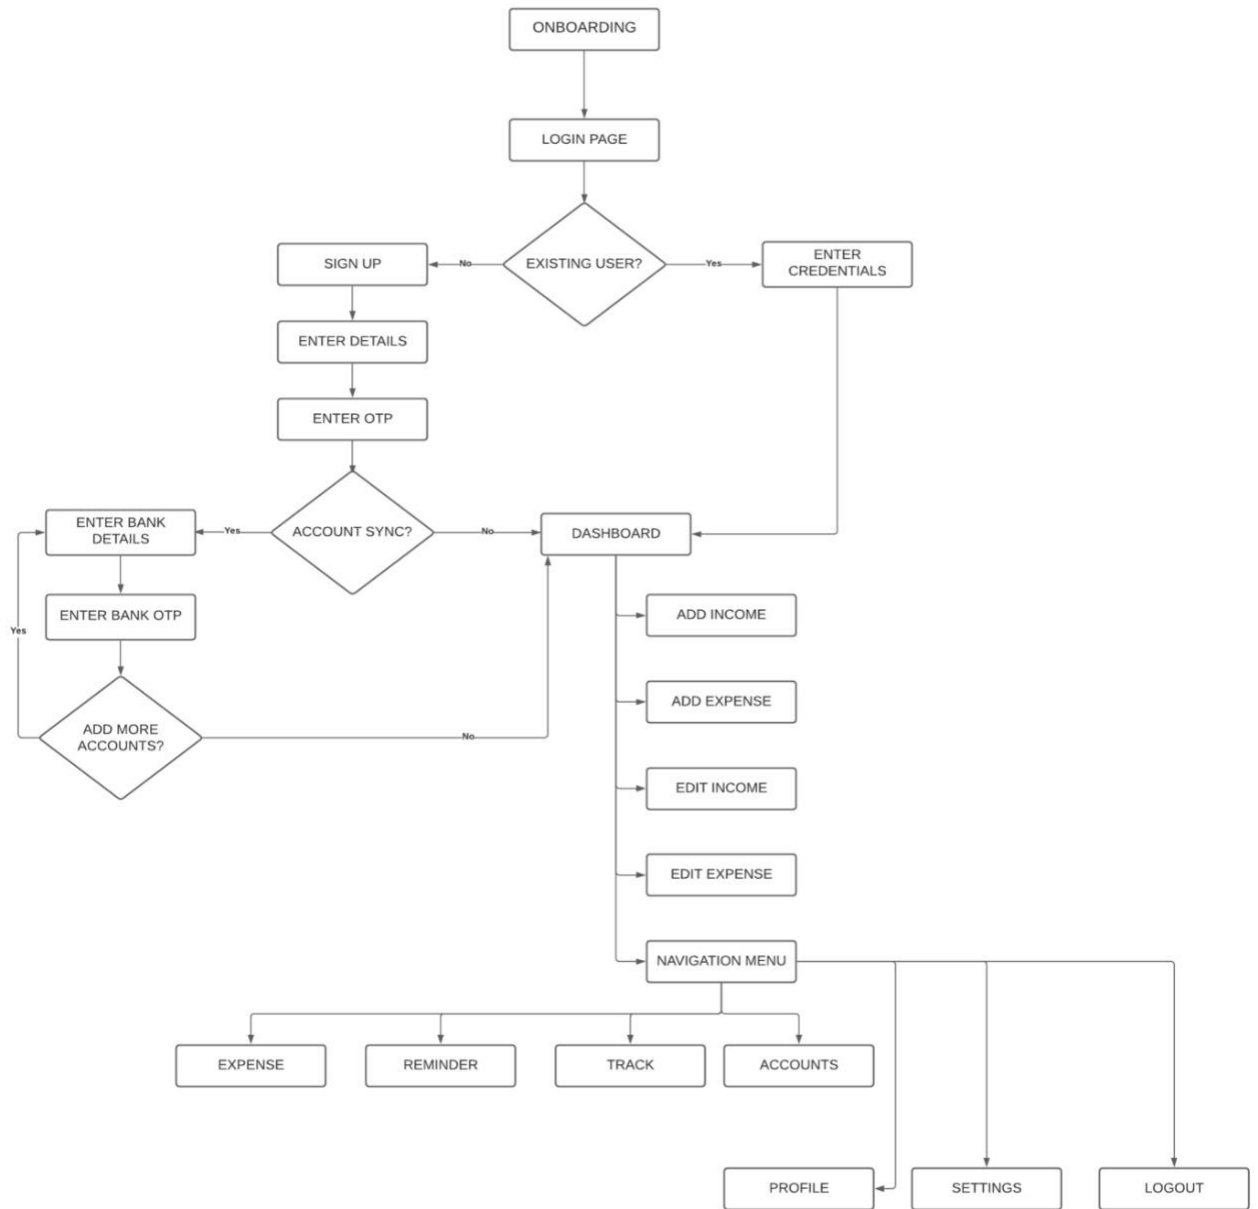 ONBOARDING
LOGIN PAGE
SIGN UP
No
EXISTING USER?
Yes
ENTER
CREDENTIALS
ENTER DETAILS
ENTER OTP
ENTER BANK
DETAILS
Yes
ACCOUNT SYNC?
No
DASHBOARD
ENTER BANK OTP
ADD INCOME
Yes
ADD MORE
ACCOUNTS?
No
ADD EXPENSE
EDIT INCOME
EDIT EXPENSE
NAVIGATION MENU
EXPENSE
REMINDER
TRACK
ACCOUNTS
PROFILE
SETTINGS
LOGOUT